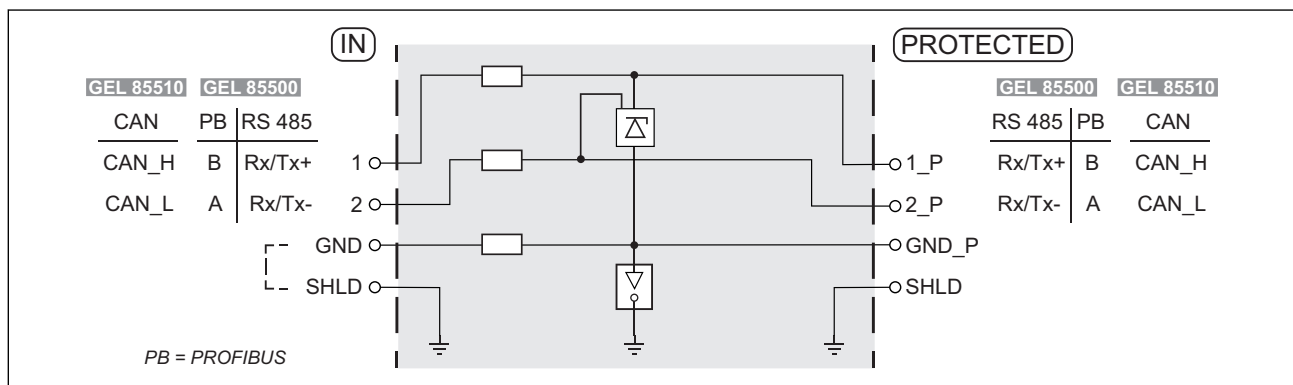 IN PROTECTED
GEL 85510 GEL 85500 GEL 85500 GEL 85510
CAN PB RS 485 RS 485 PB CAN
CAN_H B Rx/Tx+ 1 1_P Rx/Tx+ B CAN_H
CAN_L A Rx/Tx- 2 2_P Rx/Tx- A CAN_L
GND GND_P
SHLD SHLD
PB = PROFIBUS